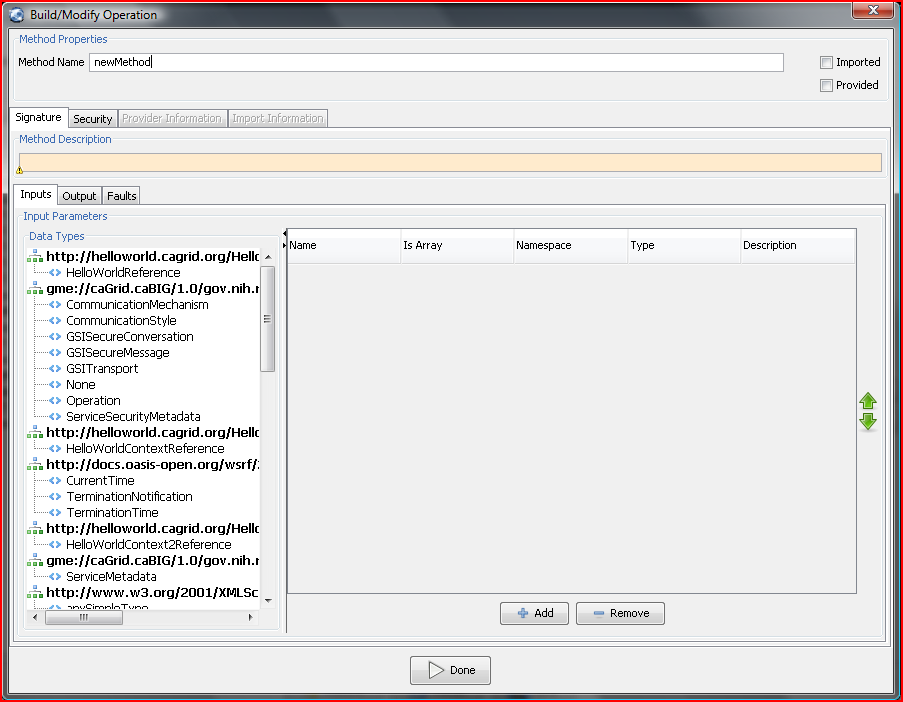 Build/Modify Operation
Method Properties
Method Name newMethod Imported
Provided
Signature Security Provider Information Import Information
Method Description
Inputs Output Faults
Input Parameters
Data Types
Name Is Array Namespace Type Description
http://helloworld.cagrid.org/Hello
HelloWorldReference
gme://caGrid.caBIG/1.0/gov.nih.n
CommunicationMechanism
CommunicationStyle
GSISecureConversation
GSISecureMessage
GSITransport
None
Operation
ServiceSecurityMetadata
http://helloworld.cagrid.org/Hello
HelloWorldContextReference
http://docs.oasis-open.org/wsrf/2
CurrentTime
TerminationNotification
TerminationTime
http://helloworld.cagrid.org/Hello
HelloWorldContext2Reference
gme://caGrid.caBIG/1.0/gov.nih.n
ServiceMetadata
http://www.w3.org/2001/XMLSc
anySimpleType
Add Remove
Done